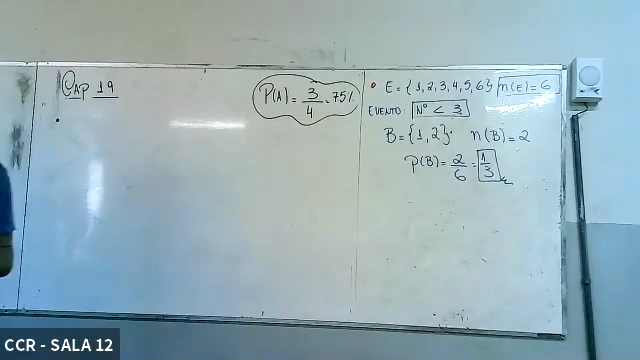 Cap 19
P(A) = 3/4 = 75%
E = {1, 2, 3, 4, 5, 6} n(E) = 6
EVENTO: Nº < 3
B = {1, 2} n(B) = 2
P(B) = 2/6 = 1/3
CCR - SALA 12